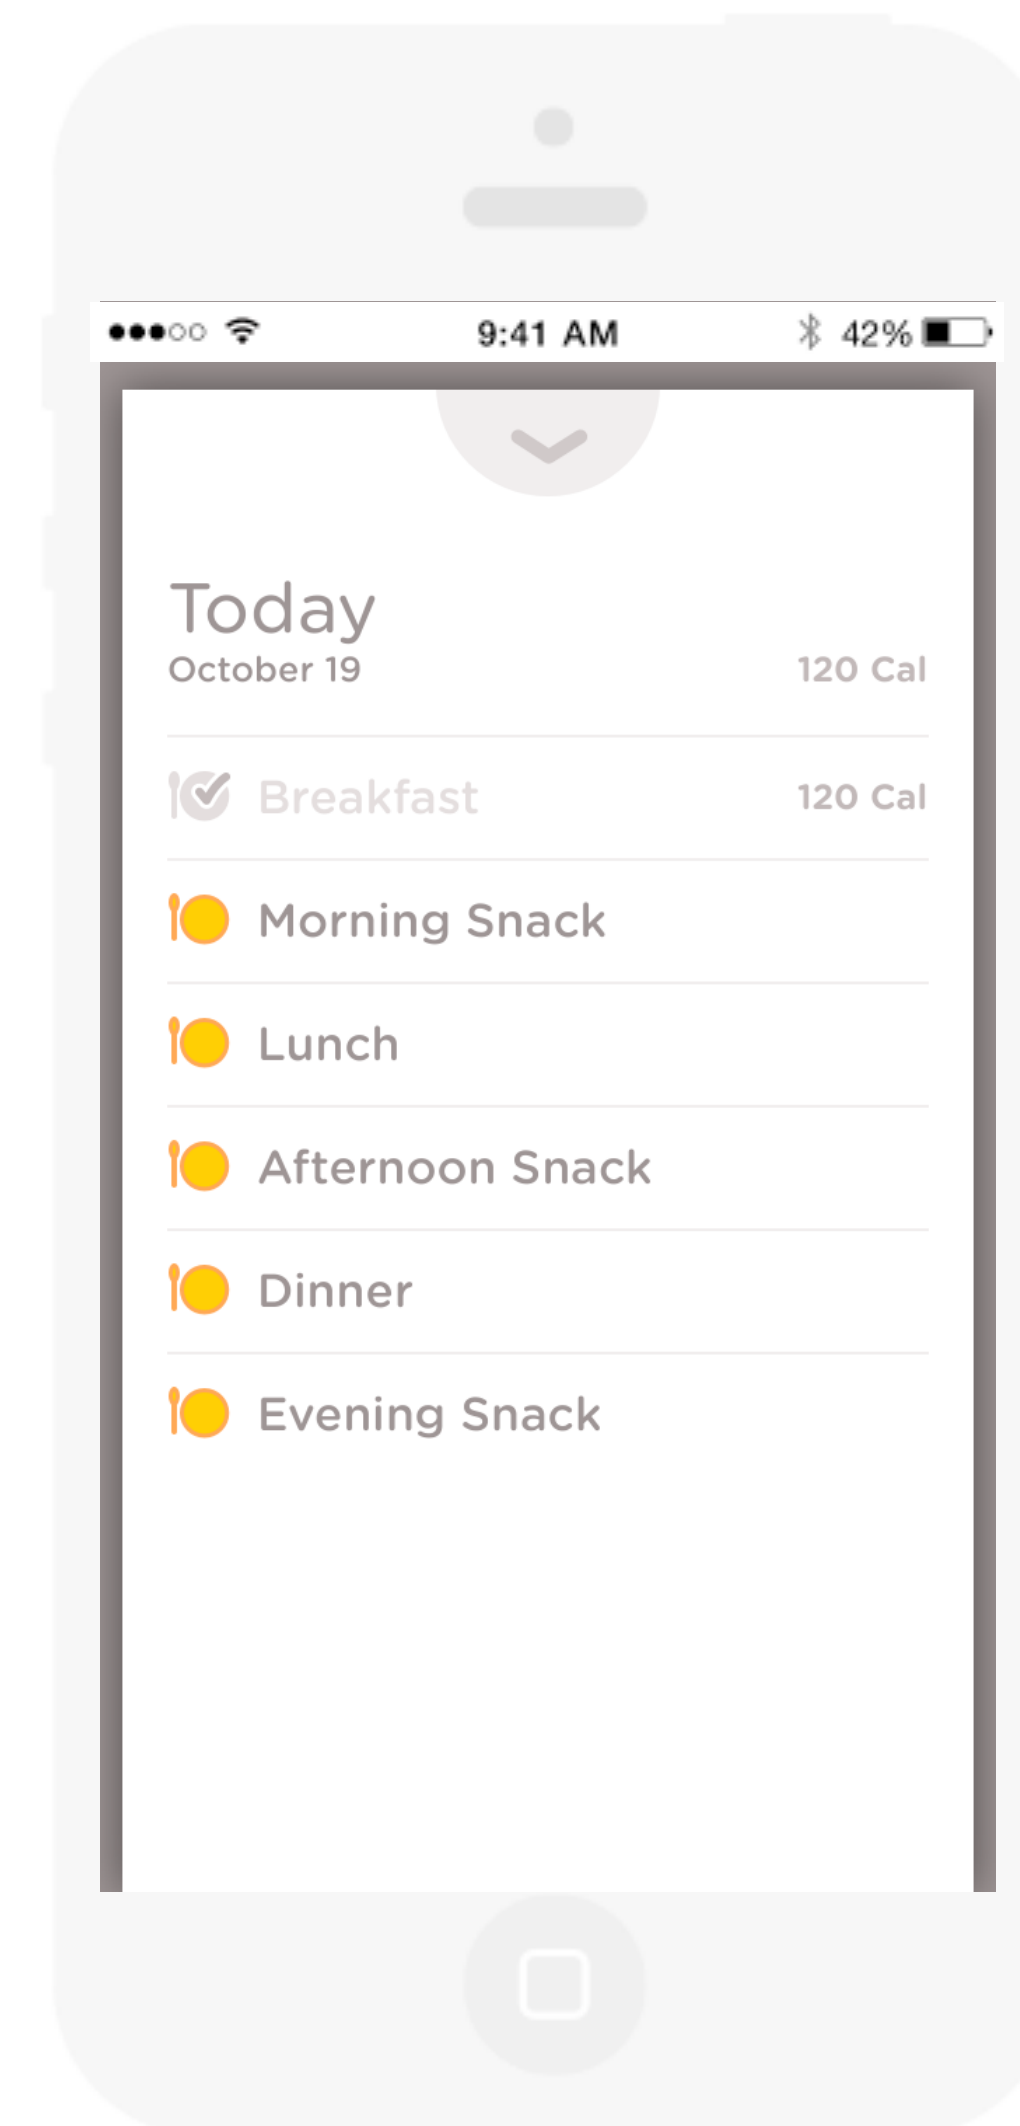 9:41 AM 42%
Today
October 19 120 Cal
Breakfast 120 Cal
Morning Snack
Lunch
Afternoon Snack
Dinner
Evening Snack